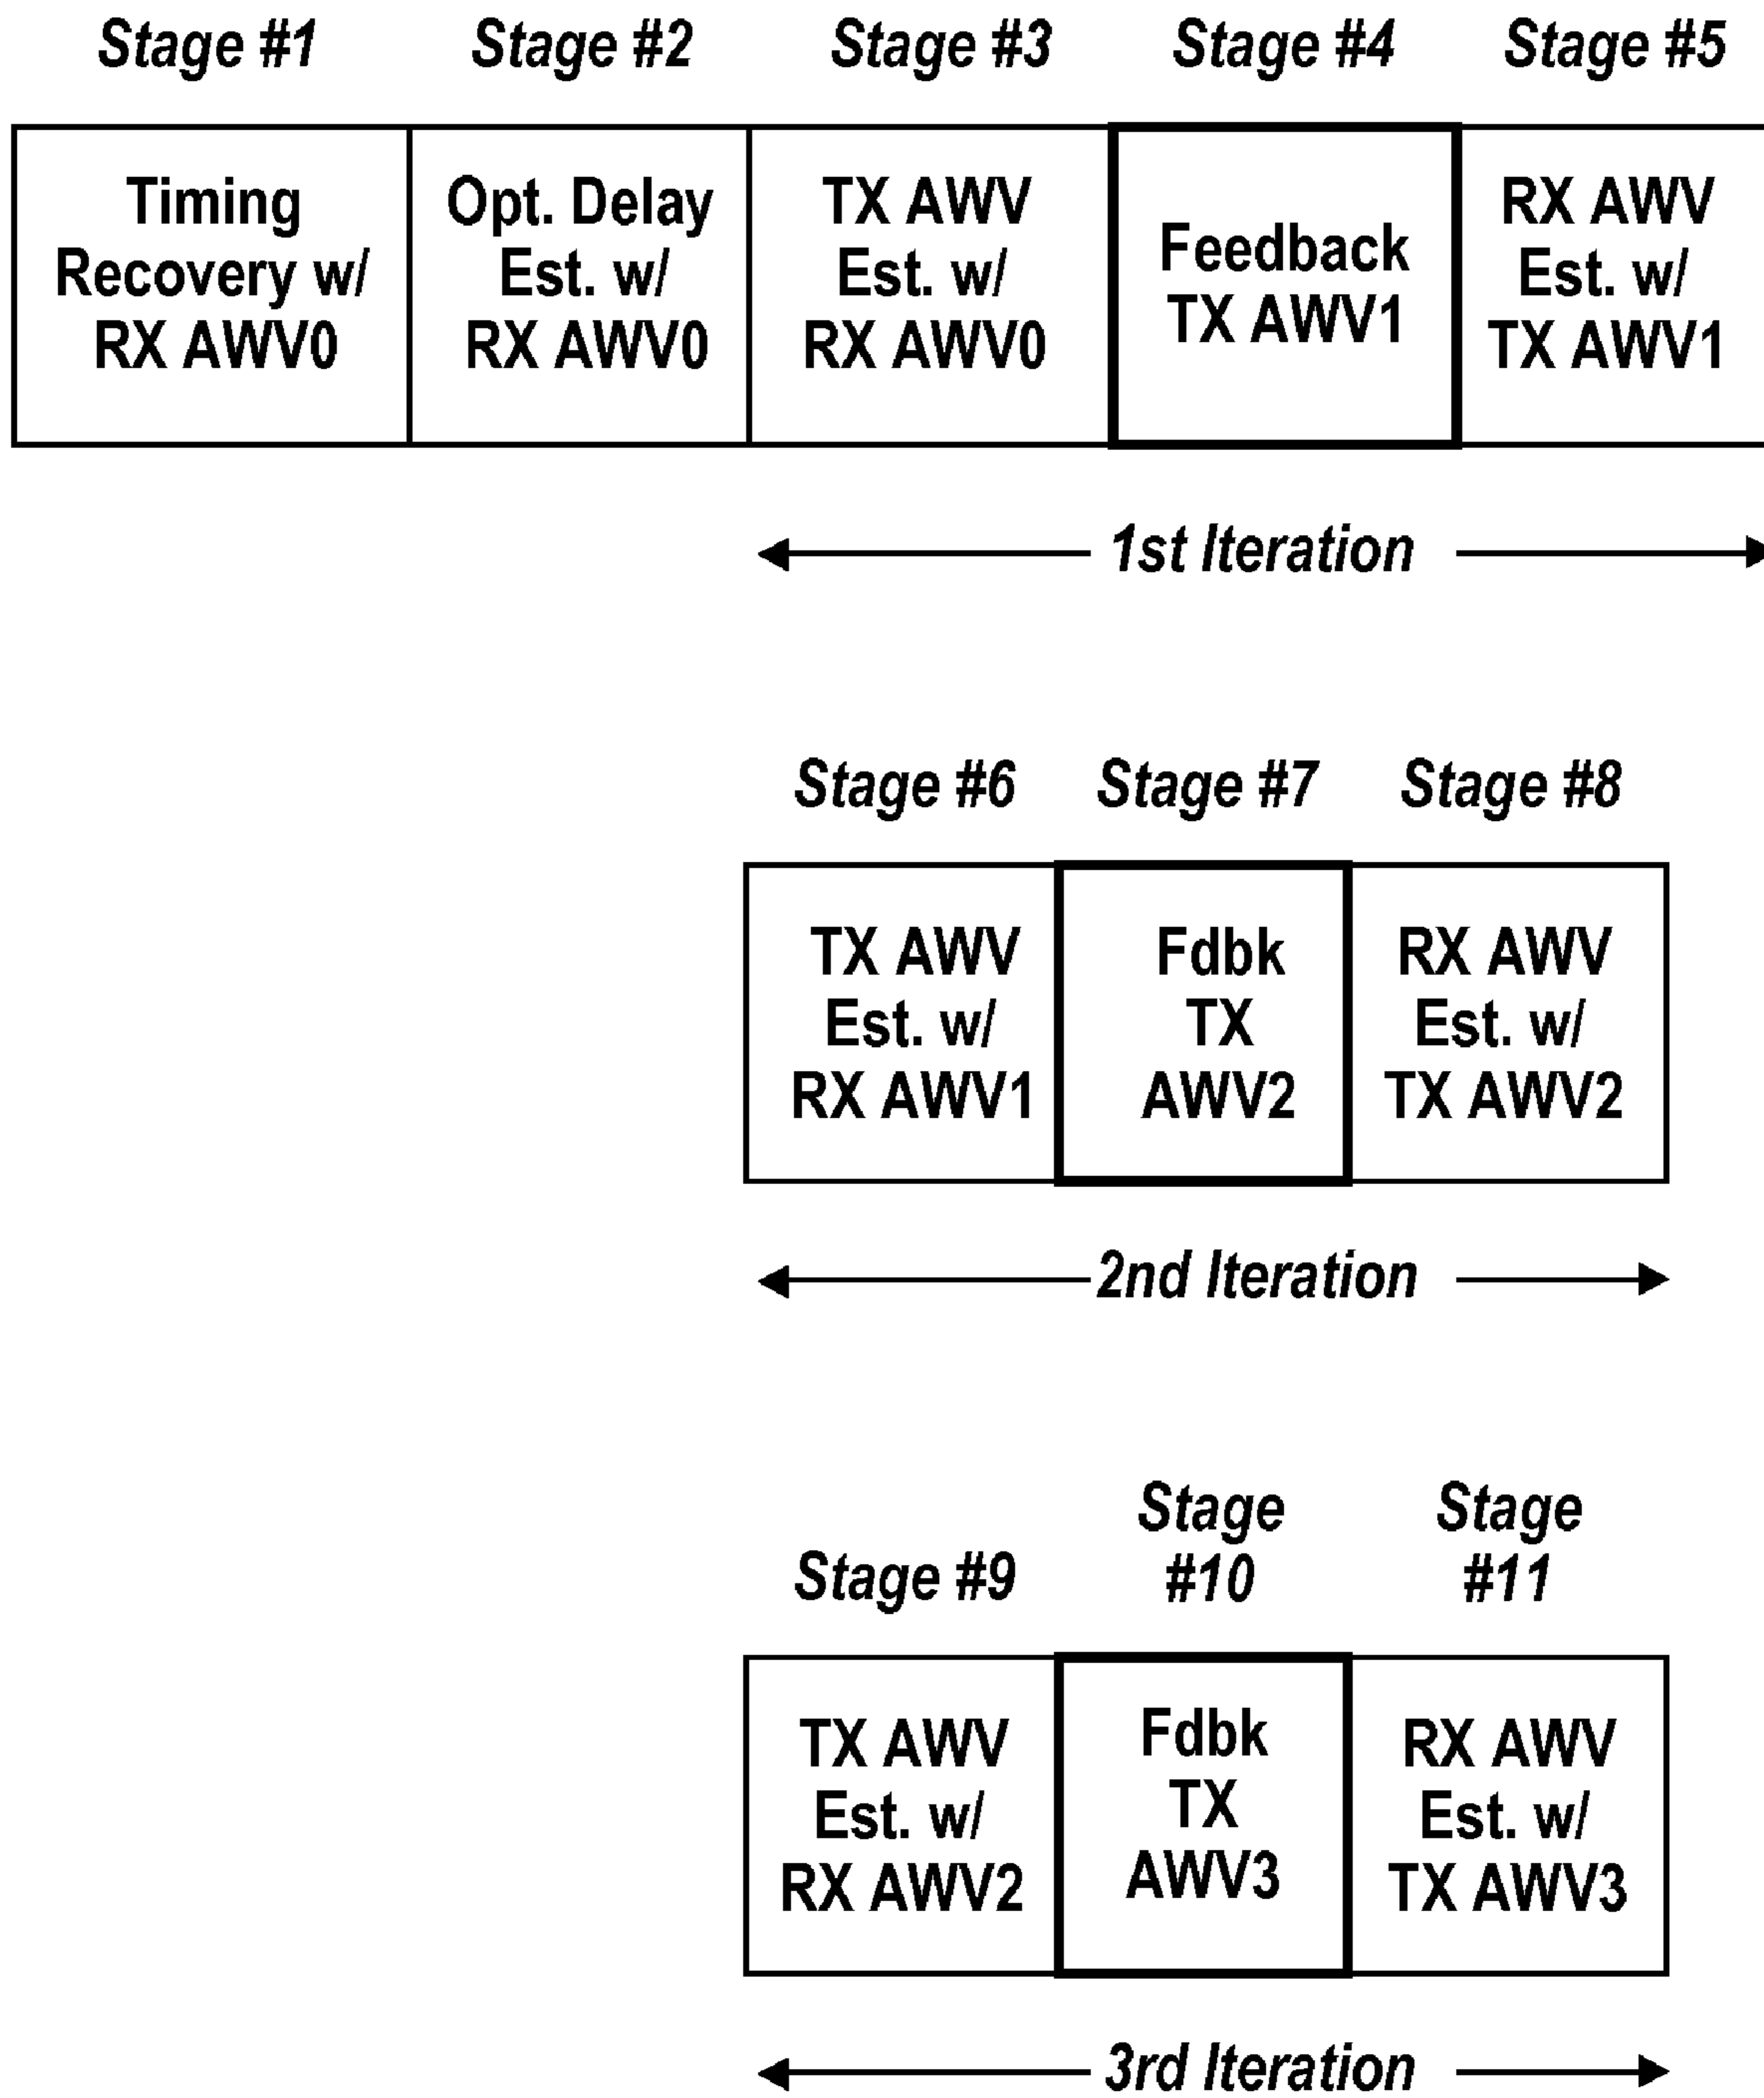 Stage #1 Stage #2 Stage #3 Stage #4 Stage #5
Timing
Recovery w/
RX AWV0
Opt. Delay
Est. w/
RX AWV0
TX AWV
Est. w/
RX AWV0
Feedback
TX AWV1
RX AWV
Est. w/
TX AWV1
1st Iteration
Stage #6 Stage #7 Stage #8
TX AWV
Est. w/
RX AWV1
Fdbk
TX
AWV2
RX AWV
Est. w/
TX AWV2
2nd Iteration
Stage #9
Stage
#10
Stage
#11
TX AWV
Est. w/
RX AWV2
Fdbk
TX
AWV3
RX AWV
Est. w/
TX AWV3
3rd Iteration